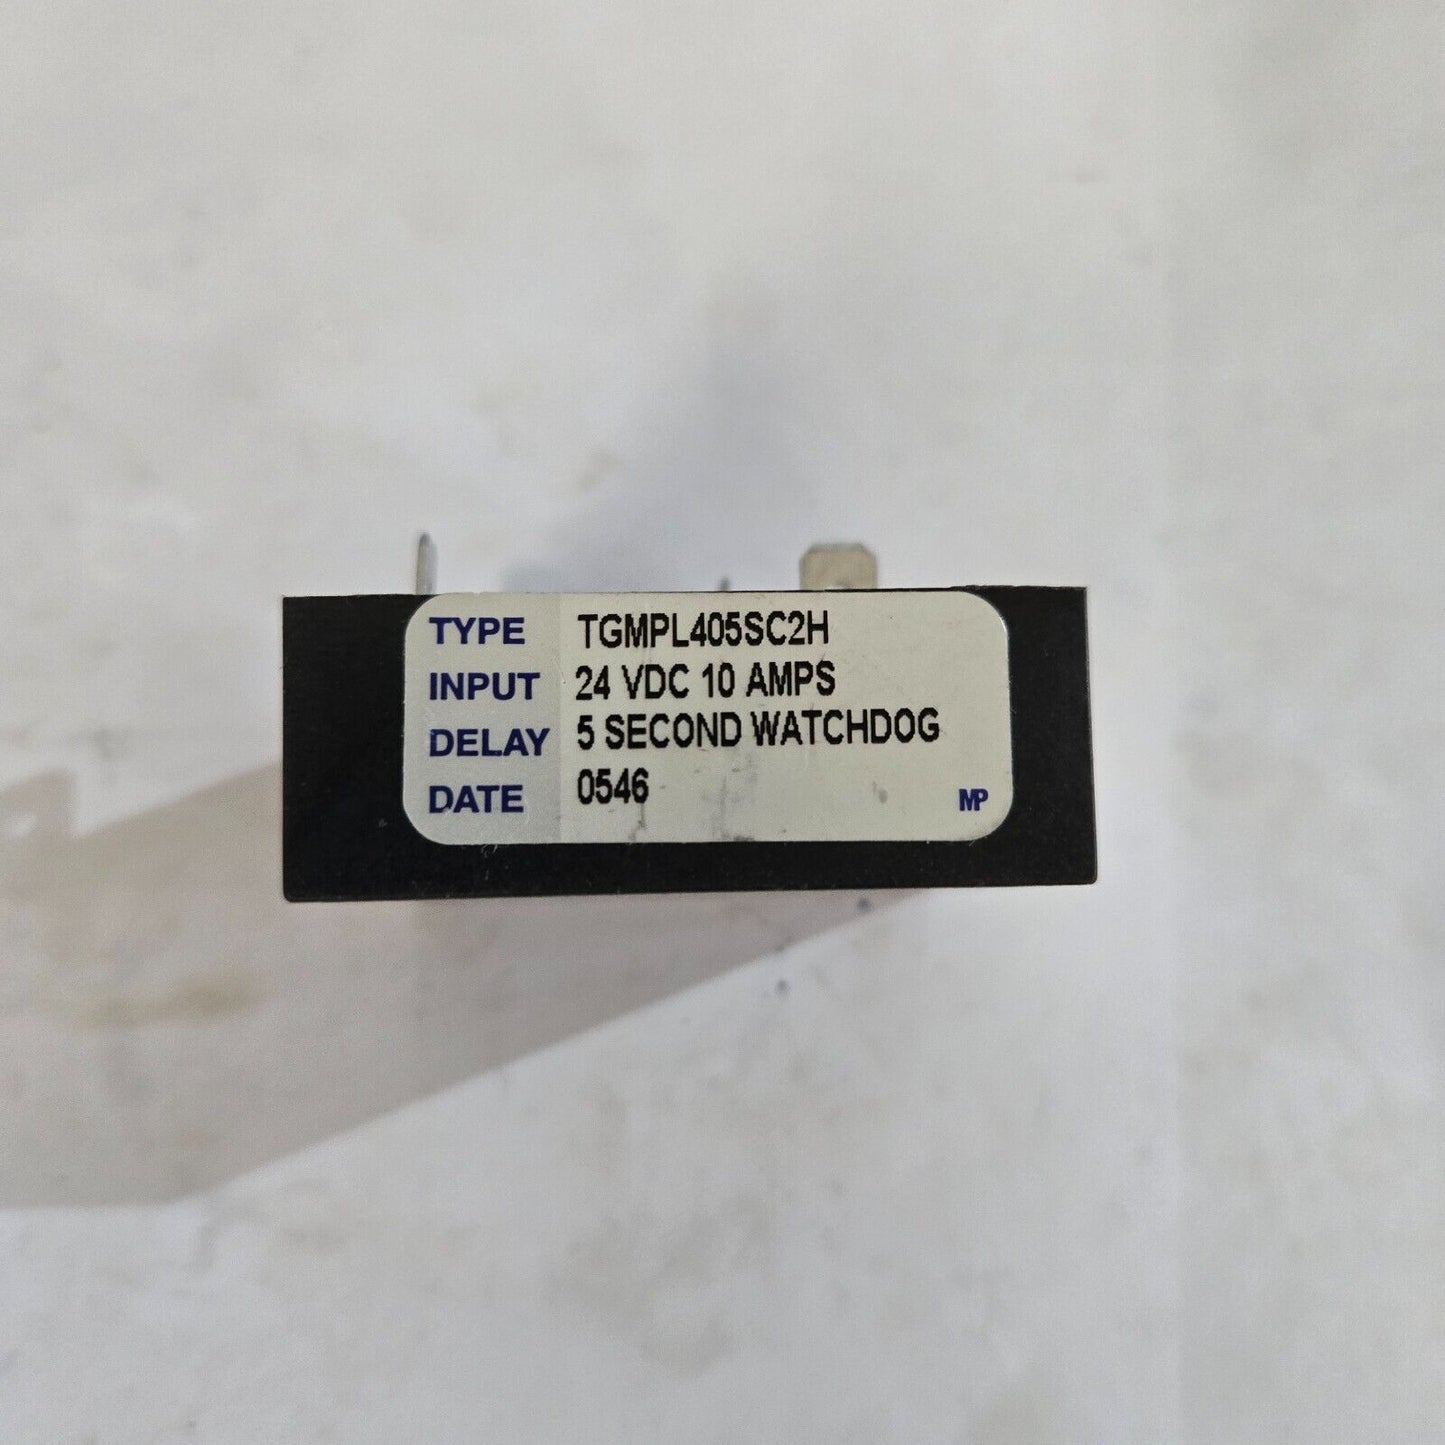 TYPE TGMPL405SC2H
INPUT 24 VDC 10 AMPS
DELAY 5 SECOND WATCHDOG
DATE 0546
MP